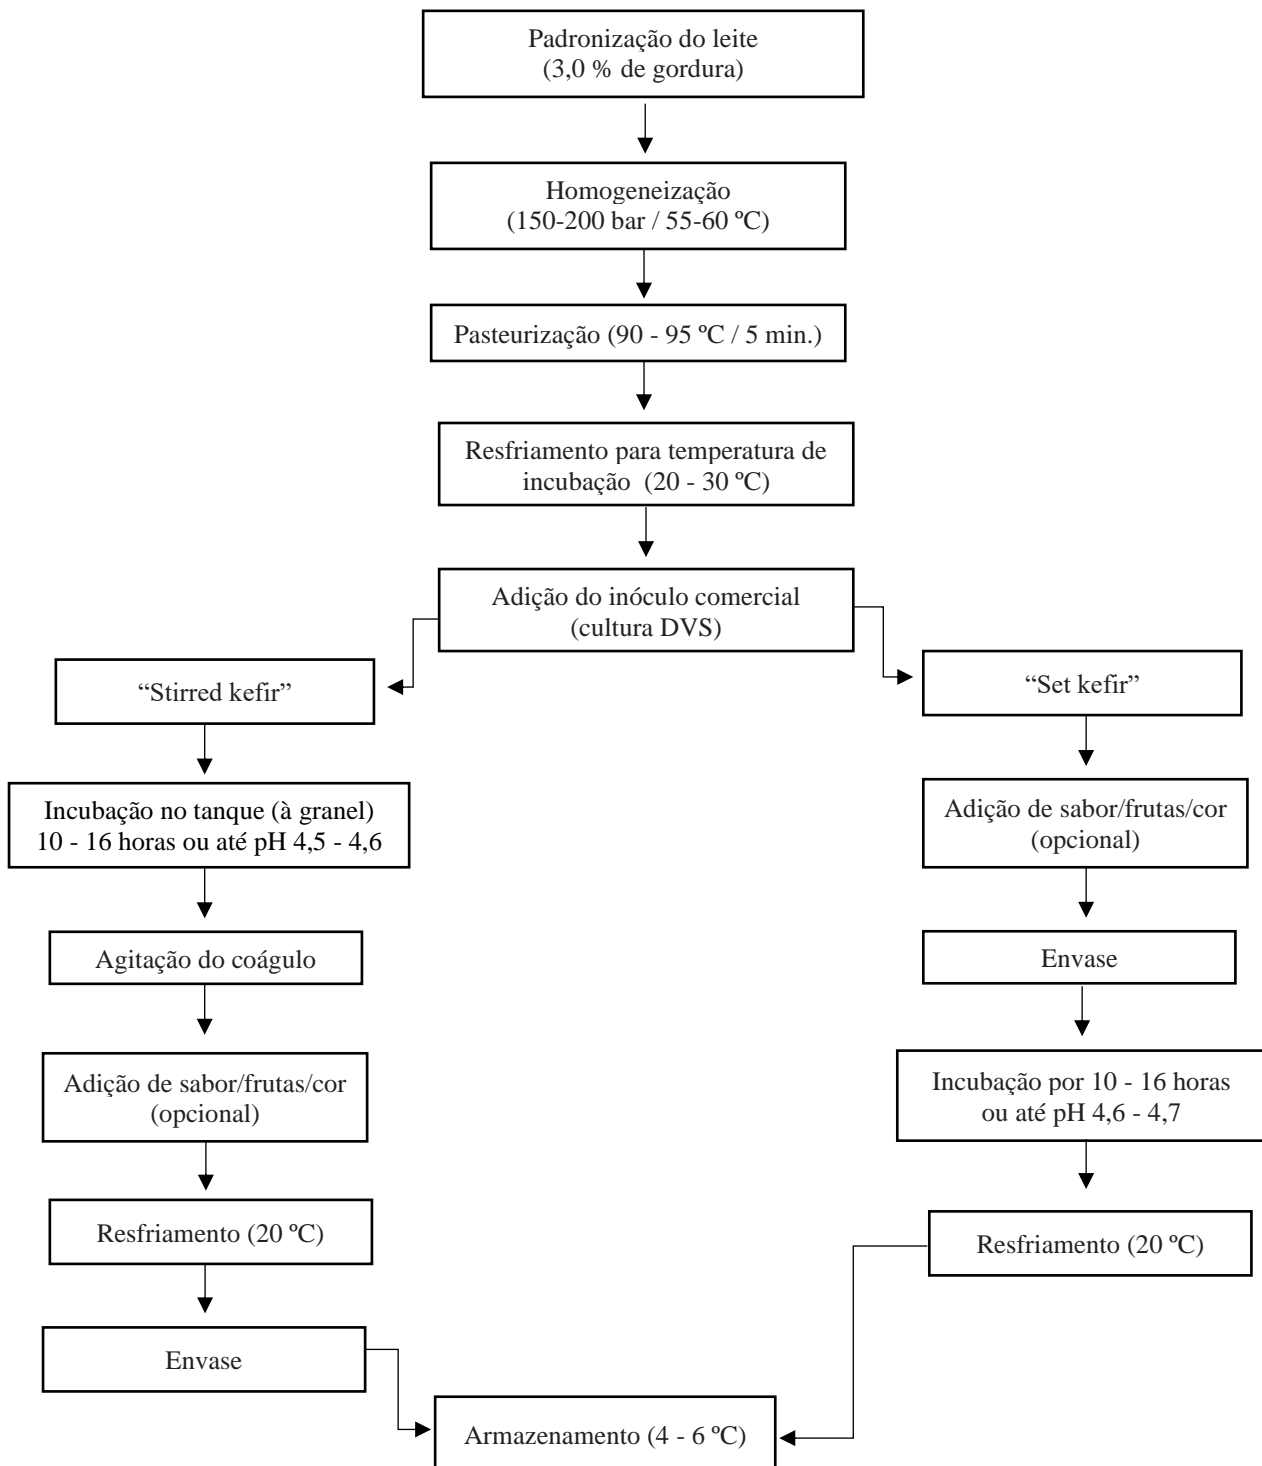 Padronização do leite
(3,0 % de gordura)
Homogeneização
(150-200 bar / 55-60 ºC)
Pasteurização (90 - 95 ºC / 5 min.)
Resfriamento para temperatura de
incubação (20 - 30 ºC)
Adição do inóculo comercial
(cultura DVS)
“Stirred kefir”
Incubação no tanque (à granel)
10 - 16 horas ou até pH 4,5 - 4,6
Agitação do coágulo
Adição de sabor/frutas/cor
(opcional)
Resfriamento (20 ºC)
Envase
“Set kefir”
Adição de sabor/frutas/cor
(opcional)
Envase
Incubação por 10 - 16 horas
ou até pH 4,6 - 4,7
Resfriamento (20 ºC)
Armazenamento (4 - 6 ºC)